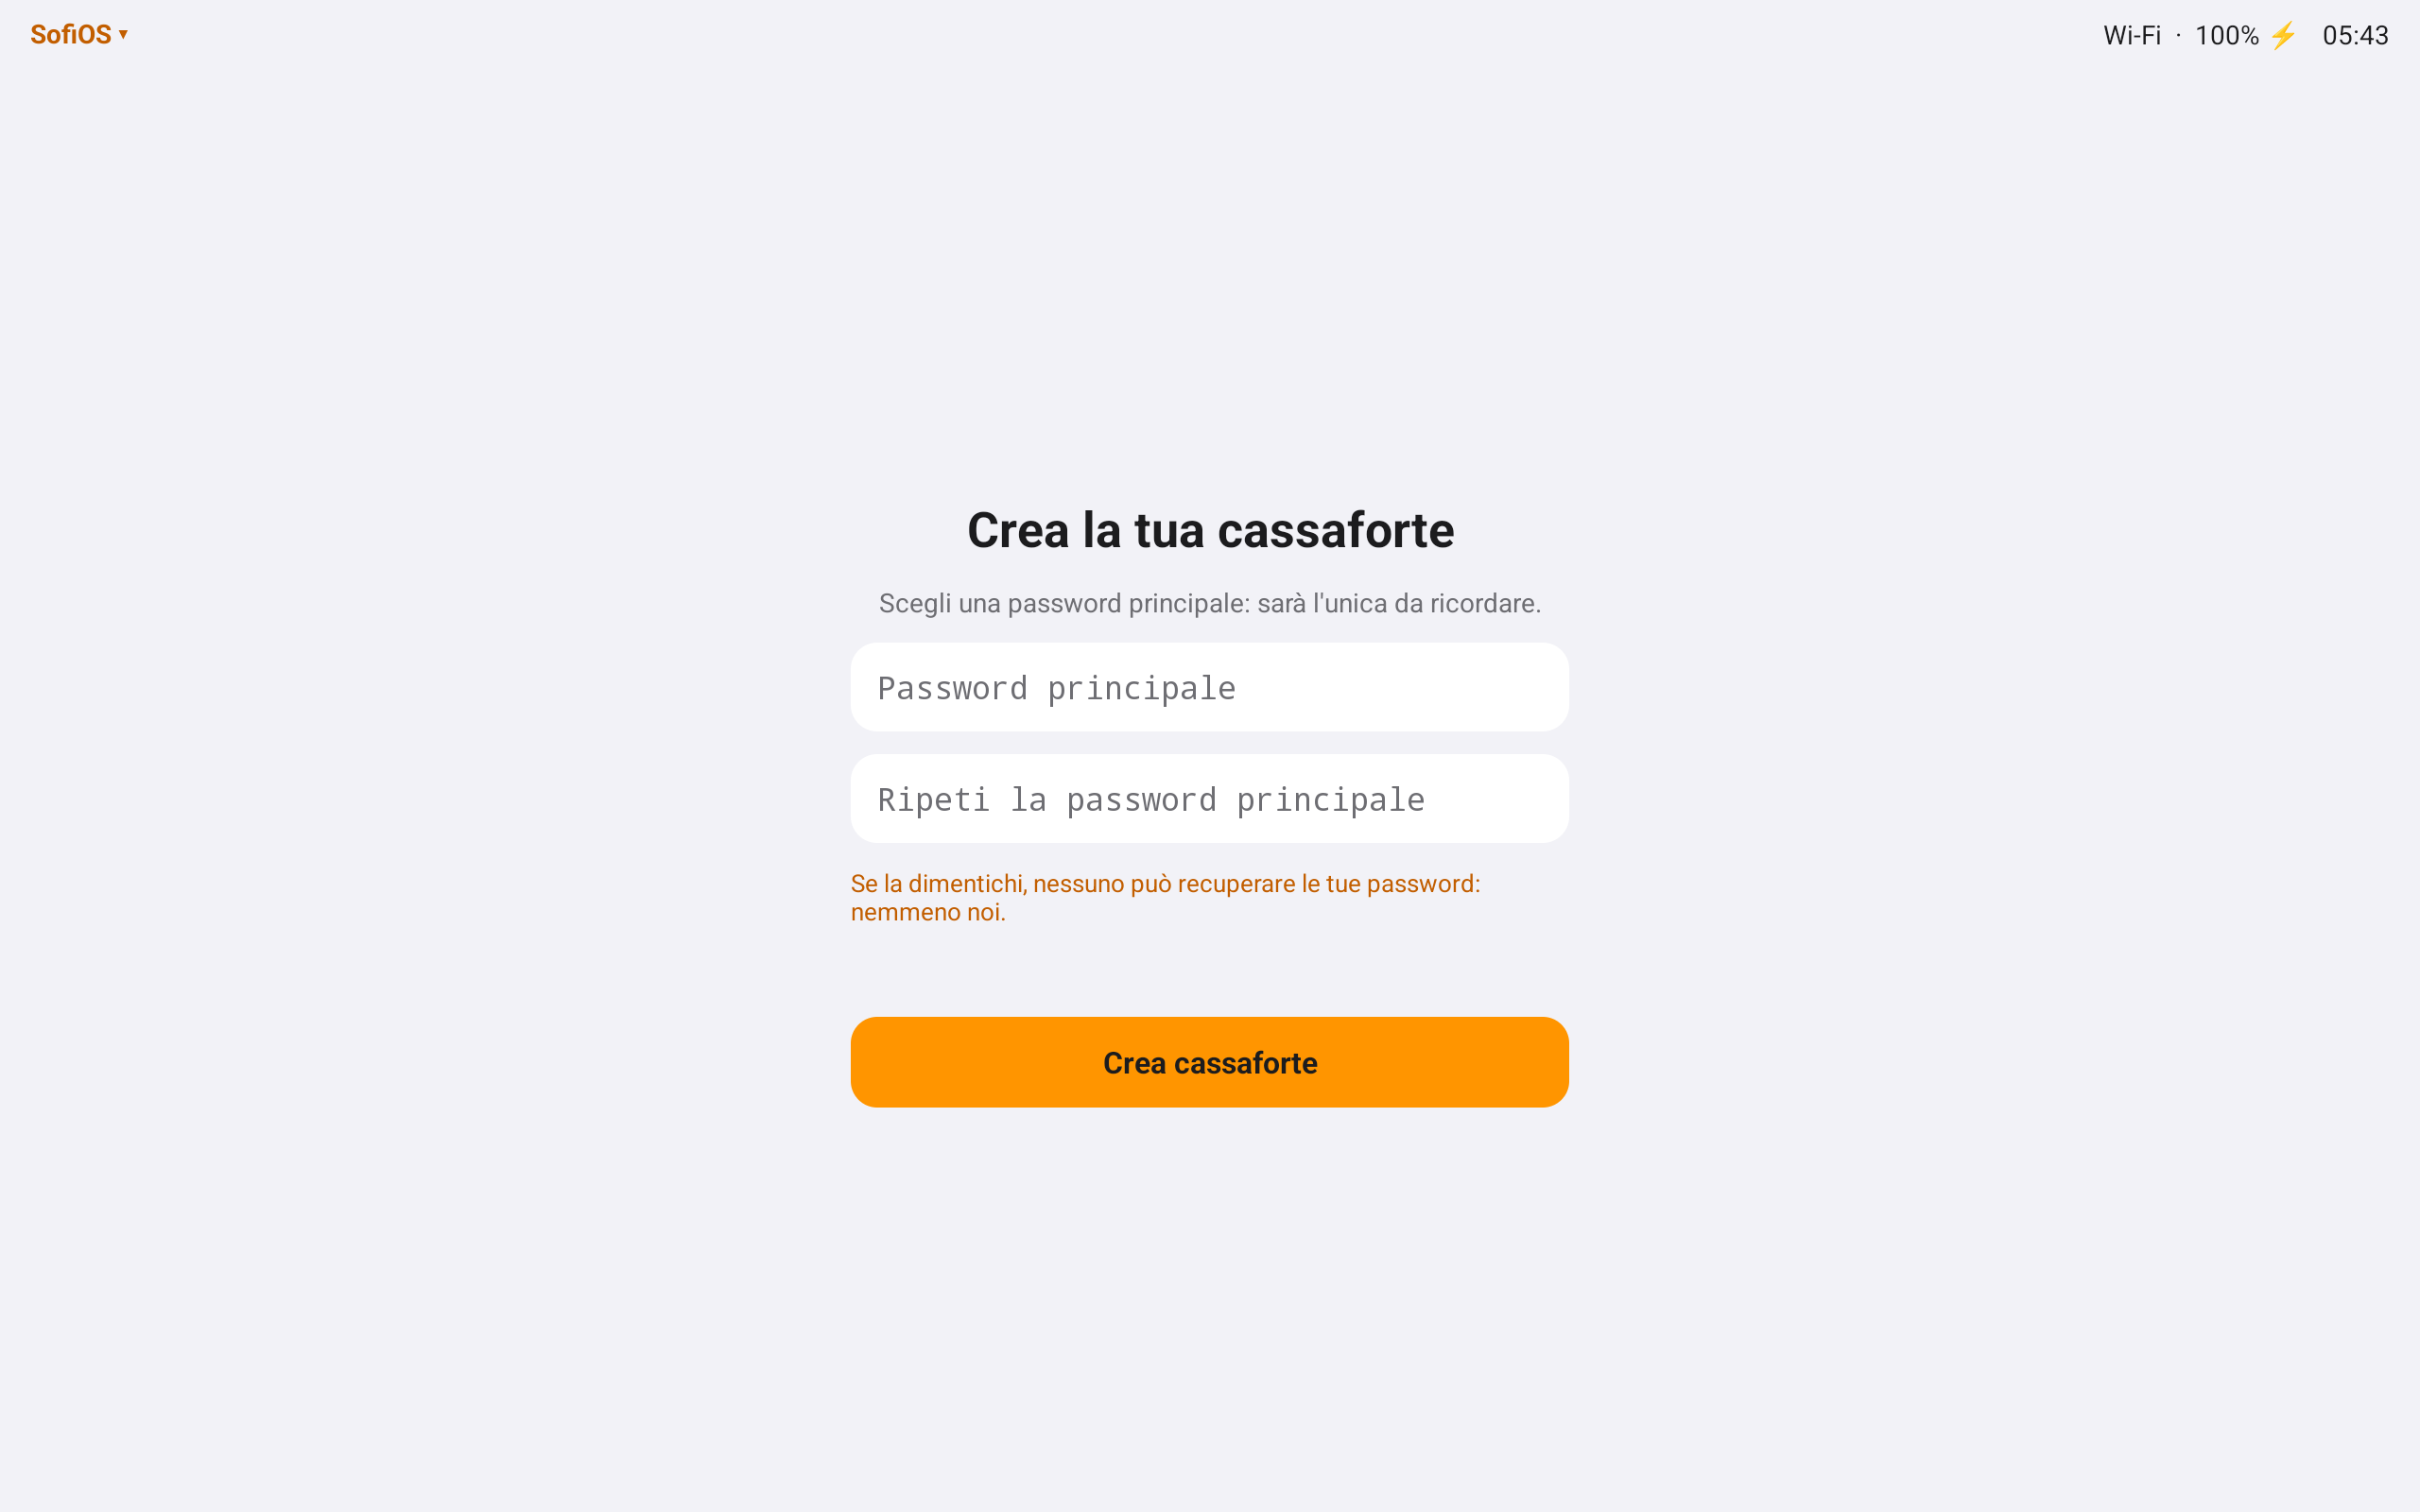 SofiOS ▾
Wi-Fi · 100% ⚡ 05:43
Crea la tua cassaforte
Scegli una password principale: sarà l'unica da ricordare.
Password principale
Ripeti la password principale
Se la dimentichi, nessuno può recuperare le tue password:
nemmeno noi.
Crea cassaforte